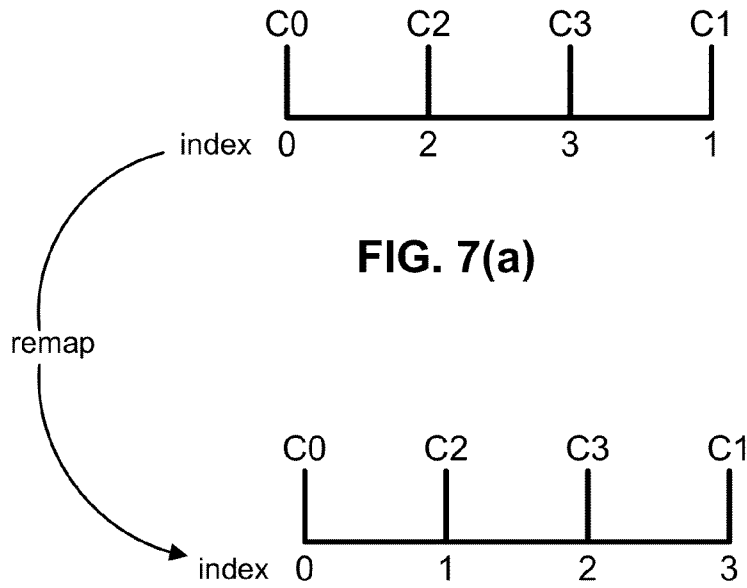 C0 C2 C3 C1
index 0 2 3 1
FIG. 7(a)
remap
C0 C2 C3 C1
index 0 1 2 3